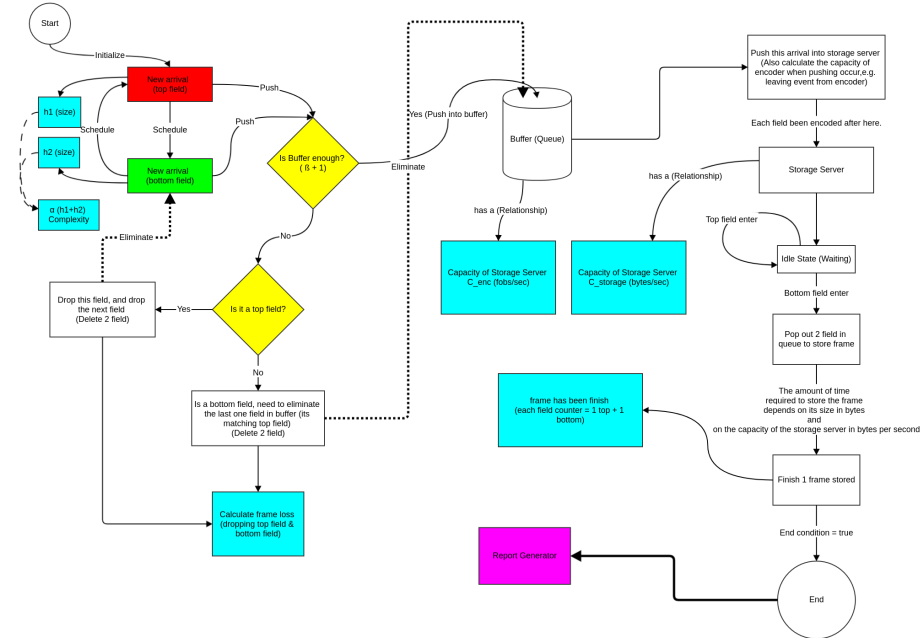 Start
Initialize
New arrival
(top field)
h1 (size)
Schedule
Schedule
h2 (size)
New arrival
(bottom field)
α (h1+h2)
Complexity
Push
Push
Is Buffer enough?
( ß + 1)
Yes (Push into buffer)
Eliminate
Eliminate
No
Is it a top field?
Yes
Drop this field, and drop
the next field
(Delete 2 field)
No
Is a bottom field, need to eliminate
the last one field in buffer (its
matching top field)
(Delete 2 field)
Calculate frame loss
(dropping top field &
bottom field)
Buffer (Queue)
has a (Relationship)
Capacity of Storage Server
C_enc (fobs/sec)
Push this arrival into storage server
(Also calculate the capacity of
encoder when pushing occur,e.g.
leaving event from encoder)
Each field been encoded after here.
Storage Server
has a (Relationship)
Capacity of Storage Server
C_storage (bytes/sec)
Top field enter
Idle State (Waiting)
Bottom field enter
Pop out 2 field in
queue to store frame
The amount of time
required to store the frame
depends on its size in bytes
and
on the capacity of the storage server in bytes per second
frame has been finish
(each field counter = 1 top + 1
bottom)
Finish 1 frame stored
End condition = true
End
Report Generator